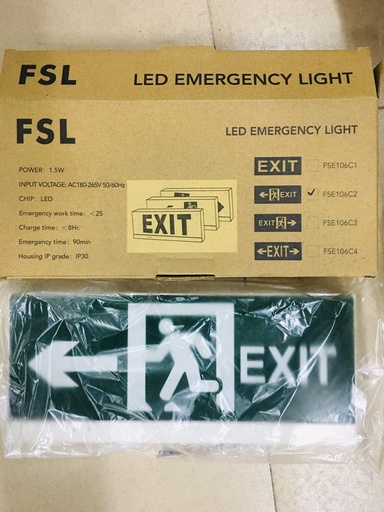 FSL LED EMERGENCY LIGHT
FSL LED EMERGENCY LIGHT
POWER: 1.5W
INPUT VOLTAGE: AC180-265V 50/60Hz
CHIP: LED
Emergency work time: <2S
Charge time: <8Hr.
Emergency time: 90min
Housing IP grade: IP30
EXIT
EXIT FSE106C1
EXIT FSE106C2
EXIT FSE106C3
EXIT FSE106C4
EXIT